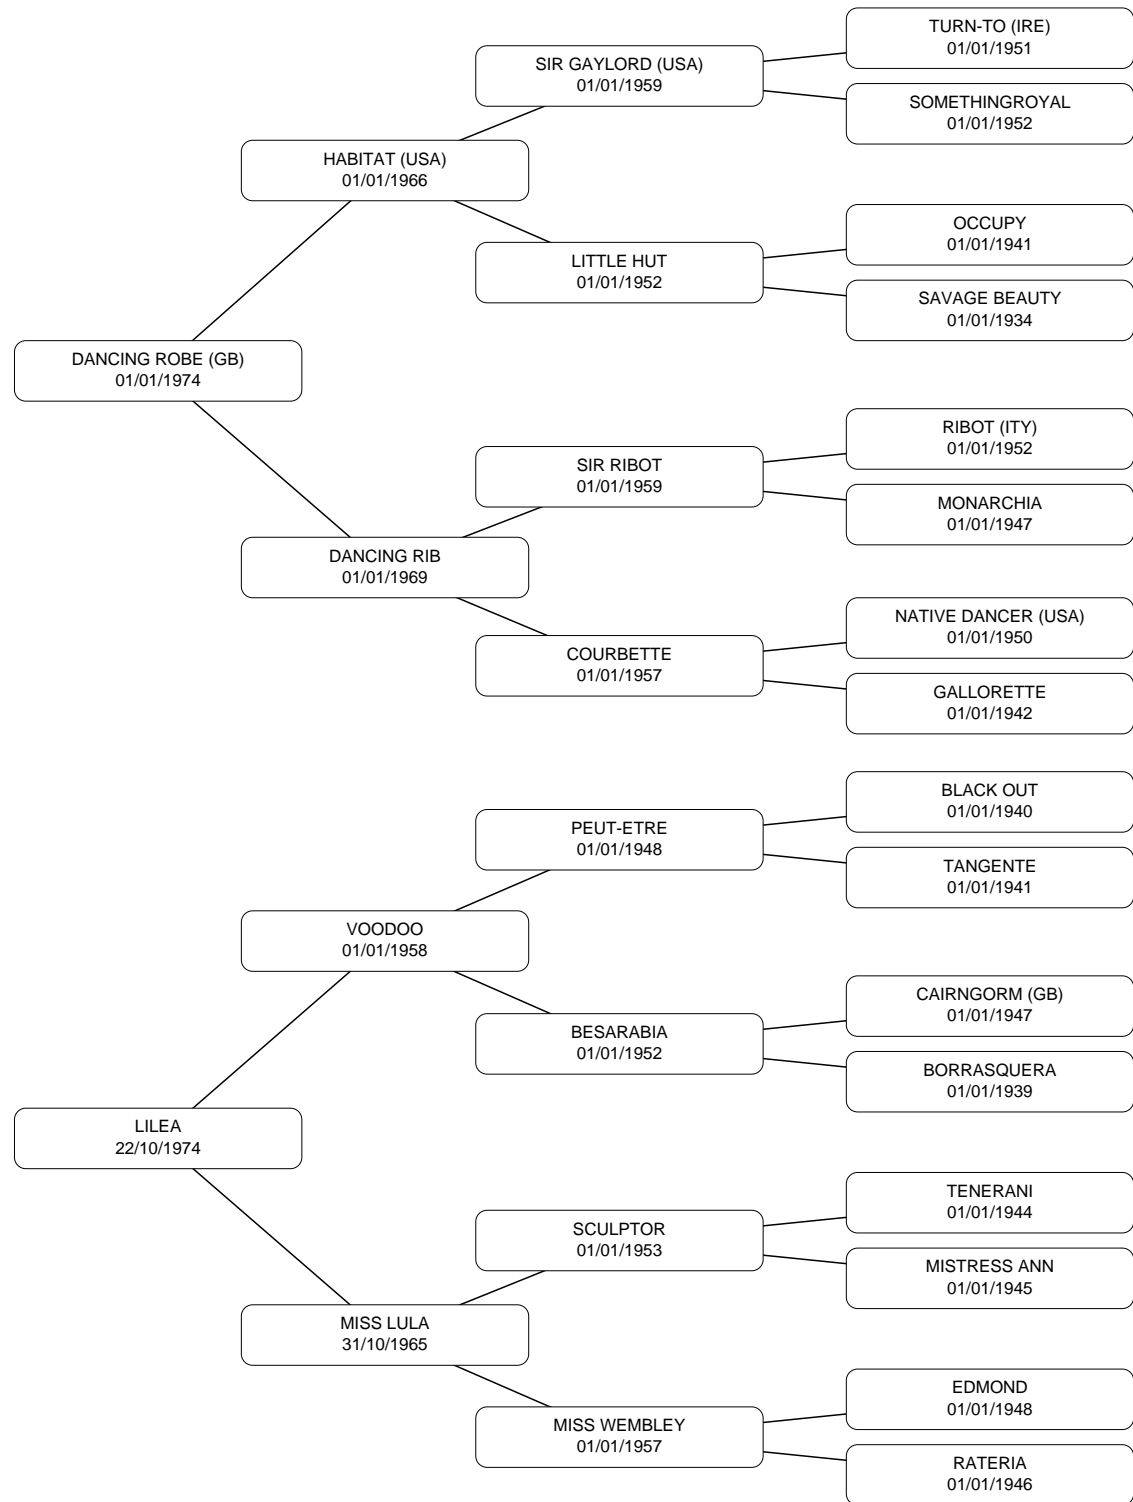 TURN-TO (IRE)
01/01/1951
SIR GAYLORD (USA)
01/01/1959
SOMETHINGROYAL
01/01/1952
HABITAT (USA)
01/01/1966
OCCUPY
01/01/1941
LITTLE HUT
01/01/1952
SAVAGE BEAUTY
01/01/1934
DANCING ROBE (GB)
01/01/1974
RIBOT (ITY)
01/01/1952
SIR RIBOT
01/01/1959
MONARCHIA
01/01/1947
DANCING RIB
01/01/1969
NATIVE DANCER (USA)
01/01/1950
COURBETTE
01/01/1957
GALLORETTE
01/01/1942
BLACK OUT
01/01/1940
PEUT-ETRE
01/01/1948
TANGENTE
01/01/1941
VOODOO
01/01/1958
CAIRNGORM (GB)
01/01/1947
BESARABIA
01/01/1952
BORRASQUERA
01/01/1939
LILEA
22/10/1974
TENERANI
01/01/1944
SCULPTOR
01/01/1953
MISTRESS ANN
01/01/1945
MISS LULA
31/10/1965
EDMOND
01/01/1948
MISS WEMBLEY
01/01/1957
RATERIA
01/01/1946